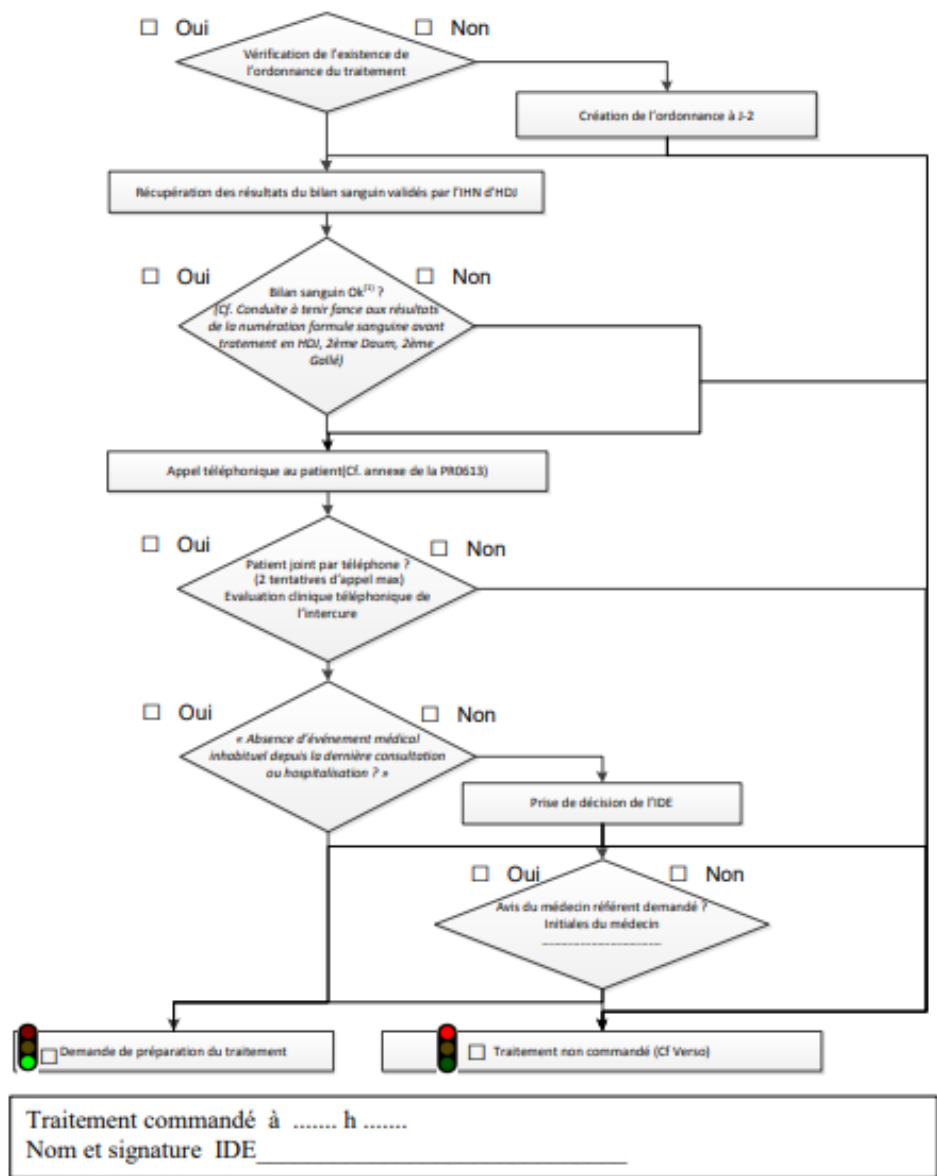 ☐ Oui ☐ Non
Vérification de l'existence de
l'ordonnance du traitement
Création de l'ordonnance à J-2
Récupération des résultats du bilan sanguin validés par l'IHN d'HDJ
☐ Oui ☐ Non
Bilan sanguin Ok(1) ?
(Cf. Conduite à tenir fance aux résultats
de la numération formule sanguine avant
tratement en HDJ, 2ème Daum, 2ème
Gallé)
Appel téléphonique au patient(Cf. annexe de la PR0613)
☐ Oui ☐ Non
Patient joint par téléphone ?
(2 tentatives d'appel max)
Evaluation clinique téléphonique de
l'intercure
☐ Oui ☐ Non
« Absence d'événement médical
inhabituel depuis la dernière consultation
ou hospitalisation ? »
Prise de décision de l'IDE
☐ Oui ☐ Non
Avis du médecin référent demandé ?
Initiales du médecin
..............................
☐ Demande de préparation du traitement
☐ Traitement non commandé (Cf Verso)
Traitement commandé à ....... h .......
Nom et signature IDE______________________________